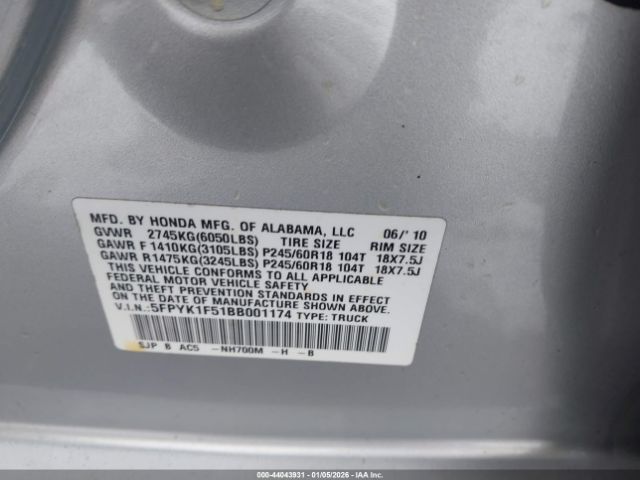 MFD. BY HONDA MFG. OF ALABAMA, LLC 06/'10
GVWR 2745KG(6050LBS) TIRE SIZE RIM SIZE
GAWR F 1410KG(3105LBS) P245/60R18 104T 18X7.5J
GAWR R1475KG(3245LBS) P245/60R18 104T 18X7.5J
THIS VEHICLE CONFORMS TO ALL APPLICABLE
FEDERAL MOTOR VEHICLE SAFETY
AND THEFT PREVENTION STANDARDS IN EFFECT ON
THE DATE OF MANUFACTURE SHOWN ABOVE.
V.I.N.:5FPYK1F51BB001174 TYPE: TRUCK
SJP B AC5 -NH700M -H -B
000-44043931 - 01/05/2026 - COPYRIGHT IAA, LLC.